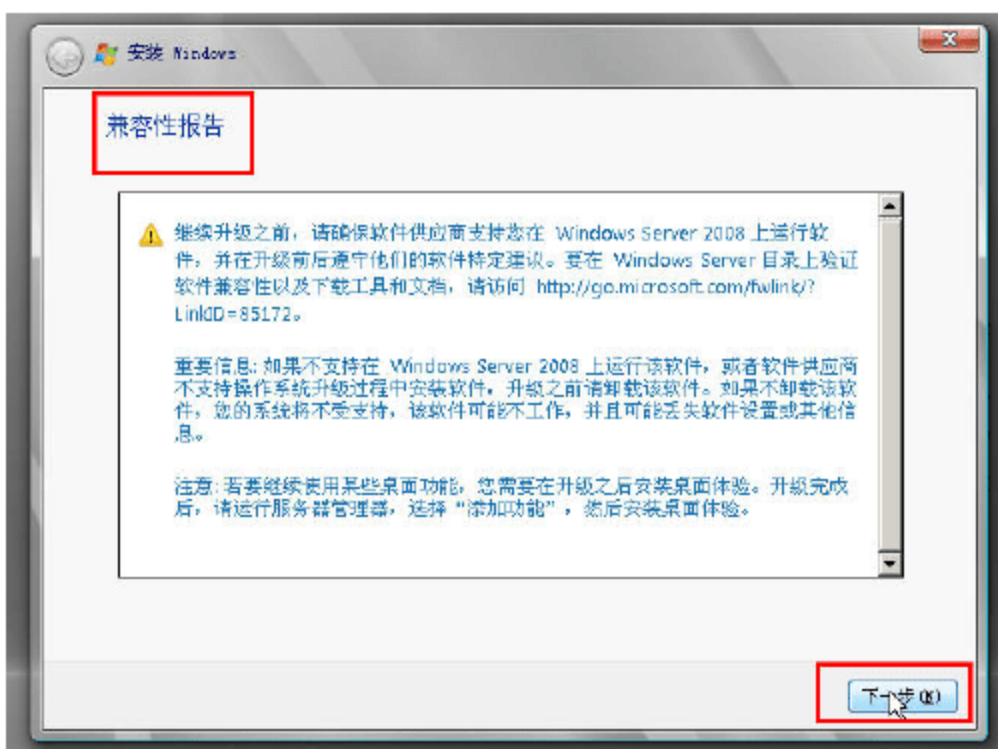 安装 Windows
兼容性报告
继续升级之前，请确保软件供应商支持您在 Windows Server 2008 上运行软
件，并在升级前后遵守他们的软件特定建议。要在 Windows Server 目录上验证
软件兼容性以及下载工具和文档，请访问 http://go.microsoft.com/fwlink/?
LinkID=85172。
重要信息: 如果不支持在 Windows Server 2008 上运行该软件，或者软件供应商
不支持操作系统升级过程中安装软件，升级之前请卸载该软件。如果不卸载该软
件，您的系统将不受支持，该软件可能不工作，并且可能丢失软件设置或其他信
息。
注意: 若要继续使用某些桌面功能，您需要在升级之后安装桌面体验。升级完成
后，请运行服务器管理器，选择“添加功能”，然后安装桌面体验。
下一步(N)